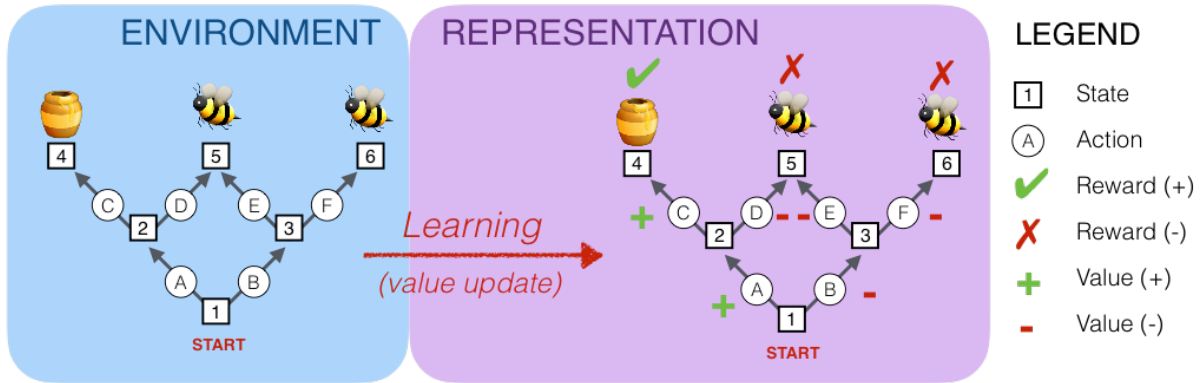 ENVIRONMENT
4 5 6
C D E F
2 3
A B
1
START
Learning
(value update)
REPRESENTATION
4 5 6
C D E F
2 3
A B
1
START
LEGEND
1 State
A Action
Reward (+)
Reward (-)
+ Value (+)
- Value (-)